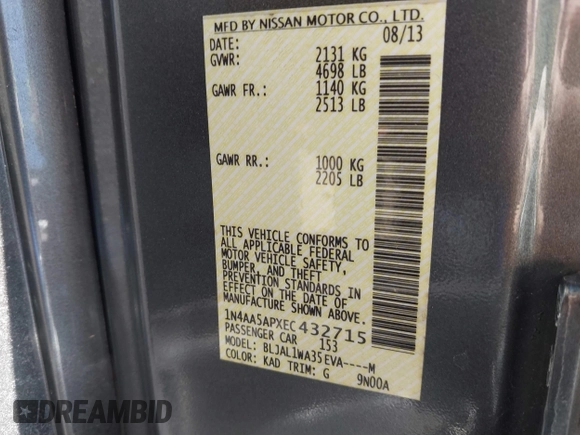 MFD BY NISSAN MOTOR CO., LTD.
DATE: 08/13
GVWR: 2131 KG
4698 LB
GAWR FR.: 1140 KG
2513 LB
GAWR RR.: 1000 KG
2205 LB
THIS VEHICLE CONFORMS TO
ALL APPLICABLE FEDERAL
MOTOR VEHICLE SAFETY,
BUMPER, AND THEFT
PREVENTION STANDARDS IN
EFFECT ON THE DATE OF
MANUFACTURE SHOWN ABOVE.
1N4AA5APXEC432715
PASSENGER CAR 153
MODEL: BLJAL1WA35EVA----M
COLOR: KAD TRIM: G 9N00A
DREAMBID